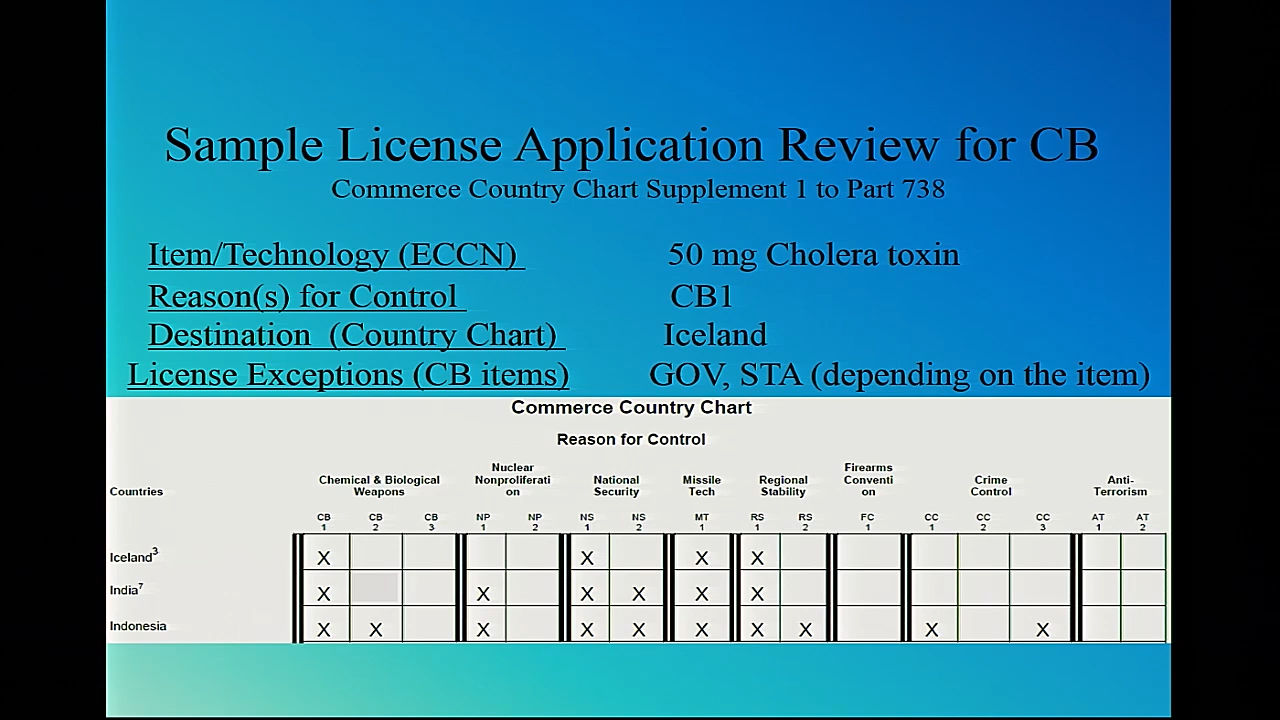 Sample License Application Review for CB
Commerce Country Chart Supplement 1 to Part 738
Item/Technology (ECCN) 50 mg Cholera toxin
Reason(s) for Control CB1
Destination (Country Chart) Iceland
License Exceptions (CB items) GOV, STA (depending on the item)
Commerce Country Chart
Reason for Control
Countries
Chemical & Biological
Weapons
Nuclear
Nonproliferati
on
National
Security
Missile
Tech
Regional
Stability
Firearms
Conventi
on
Crime
Control
Anti-
Terrorism
CB CB CB NP NP NS NS MT RS RS FC CC CC CC AT AT
1 2 3 1 2 1 2 1 1 2 1 1 2 3 1 2
Iceland3 X X X X
India7 X X X X X X
Indonesia X X X X X X X X X X